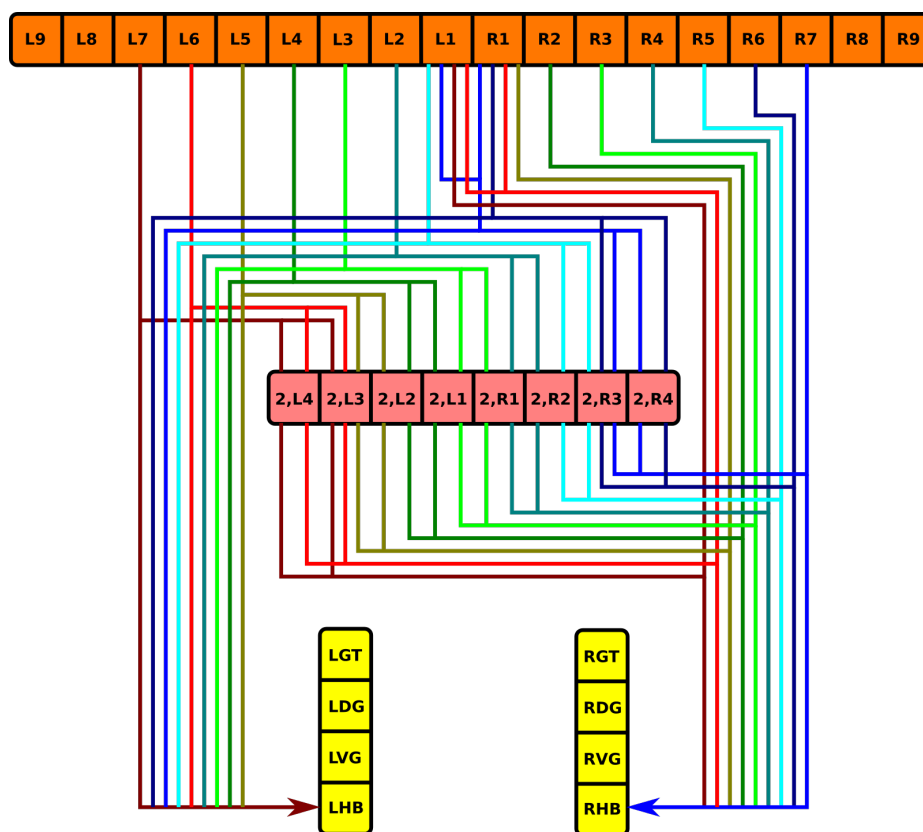 L9 L8 L7 L6 L5 L4 L3 L2 L1 R1 R2 R3 R4 R5 R6 R7 R8 R9
2,L4 2,L3 2,L2 2,L1 2,R1 2,R2 2,R3 2,R4
LGT RGT
LDG RDG
LVG RVG
LHB RHB